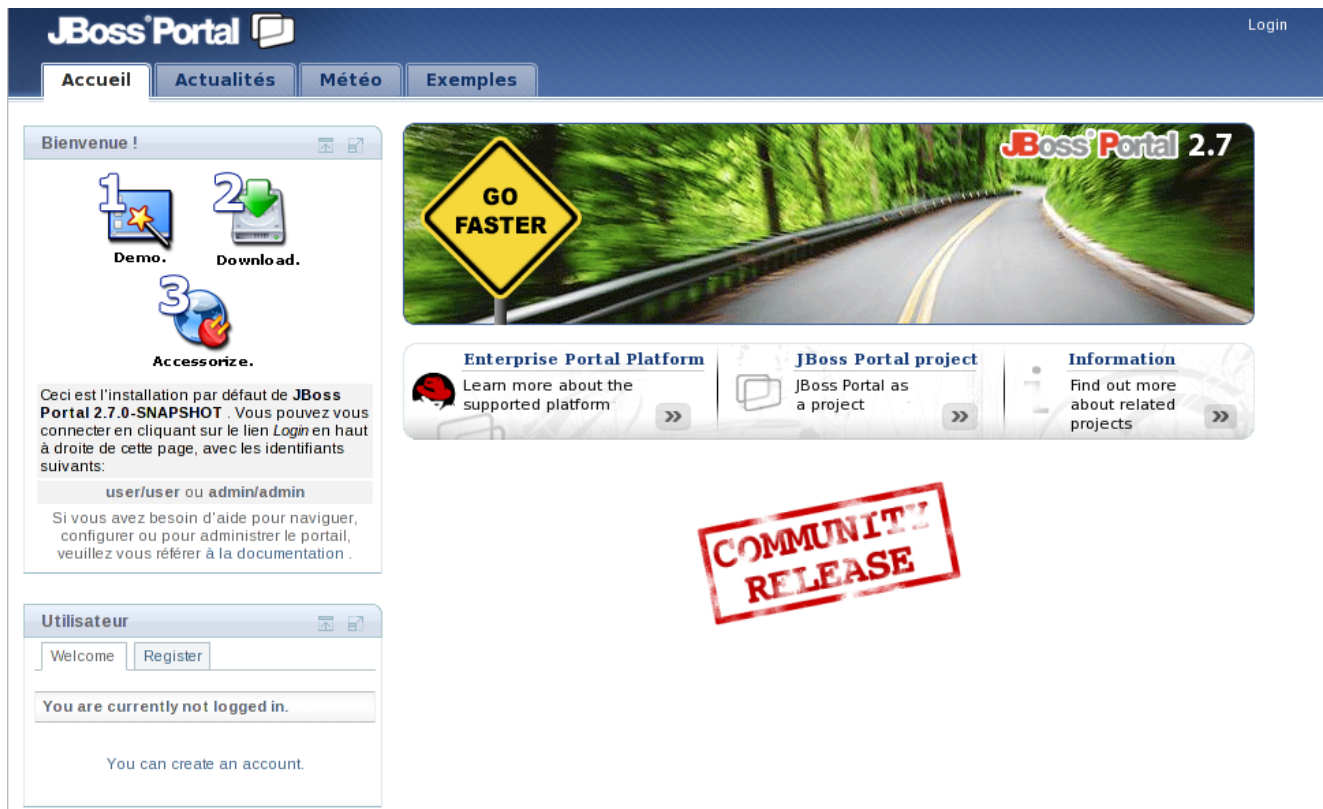 JBoss Portal
Login
Accueil
Actualités
Météo
Exemples
Bienvenue !
1
Demo.
2
Download.
3
Accessorize.
Ceci est l'installation par défaut de JBoss
Portal 2.7.0-SNAPSHOT . Vous pouvez vous
connecter en cliquant sur le lien Login en haut
à droite de cette page, avec les identifiants
suivants:
user/user ou admin/admin
Si vous avez besoin d'aide pour naviguer,
configurer ou pour administrer le portail,
veuillez vous référer à la documentation .
Utilisateur
Welcome
Register
You are currently not logged in.
You can create an account.
GO
FASTER
JBoss Portal 2.7
Enterprise Portal Platform
Learn more about the
supported platform
JBoss Portal project
JBoss Portal as
a project
Information
Find out more
about related
projects
COMMUNITY
RELEASE